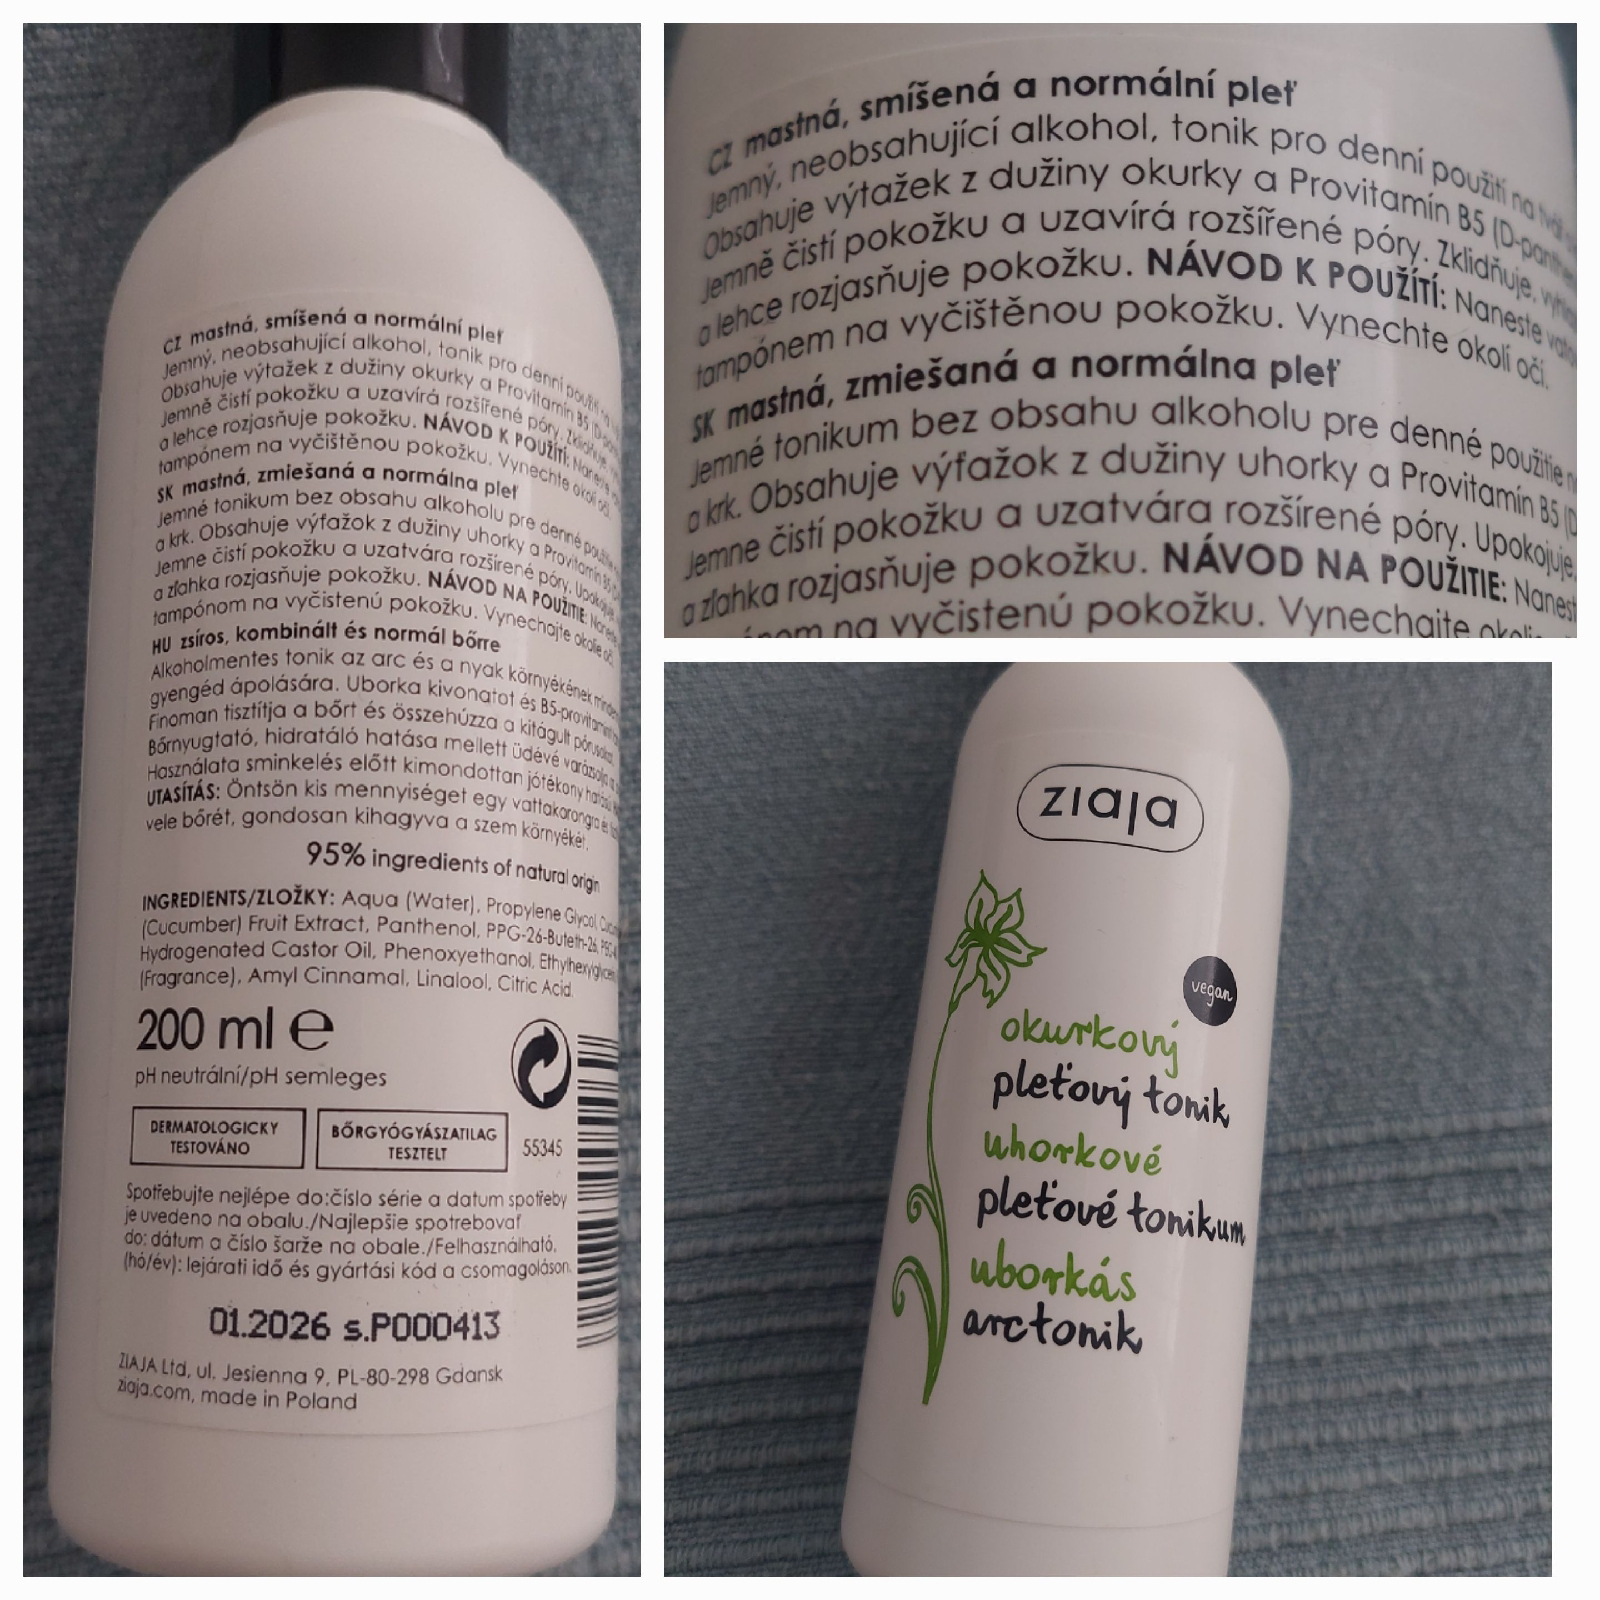 CZ mastná, smíšená a normální pleť
Jemný, neobsahující alkohol, tonik pro denní použití
Obsahuje výtažek z dužiny okurky a Provitamín B5
Jemně čistí pokožku a uzavírá rozšířené póry. Zklidňuje,
a lehce rozjasňuje pokožku. NÁVOD K POUŽÍTÍ: Naneste
tampónem na vyčištěnou pokožku. Vynechte okolí očí.
SK mastná, zmiešaná a normálna pleť
Jemné tonikum bez obsahu alkoholu pre denné použitie
a krk. Obsahuje výťažok z dužiny uhorky a Provitamín B5
Jemne čistí pokožku a uzatvára rozšírené póry. Upokojuje,
a zľahka rozjasňuje pokožku. NÁVOD NA POUŽITIE:
tampónom na vyčistenú pokožku. Vynechajte okolie očí.
HU zsíros, kombinált és normál bőrre
Alkoholmentes tonik az arc és a nyak környékének
gyengéd ápolására. Uborka kivonatot és B5-provitamint
Finoman tisztítja a bőrt és összehúzza a kitágult pórusokat.
Bőrnyugtató, hidratáló hatása mellett üdévé varázsolja
Használata sminkelés előtt kimondottan jótékony hatású
UTASÍTÁS: Öntsön kis mennyiséget egy vattakorongra és
vele bőrét, gondosan kihagyva a szem környékét.
95% ingredients of natural origin
INGREDIENTS/ZLOŽKY: Aqua (Water), Propylene Glycol,
(Cucumber) Fruit Extract, Panthenol, PPG-26-Buteth-26,
Hydrogenated Castor Oil, Phenoxyethanol,
(Fragrance), Amyl Cinnamal, Linalool, Citric Acid.
200 ml e
pH neutrální/pH semleges
DERMATOLOGICKY
TESTOVÁNO
BŐRGYÓGYÁSZATILAG
TESZTELT
55345
Spotřebujte nejlépe do:číslo série a datum spotřeby
je uvedeno na obalu./Najlepšie spotrebovať
do: dátum a číslo šarže na obale./Felhasználható,
(hó/év): lejárati idő és gyártási kód a csomagoláson.
01.2026 s.P000413
ZIAJA Ltd, ul. Jesienna 9, PL-80-298 Gdansk
ziaja.com, made in Poland
CZ mastná, smíšená a normální pleť
Jemný, neobsahující alkohol, tonik pro denní použití na
Obsahuje výtažek z dužiny okurky a Provitamín B5
Jemně čistí pokožku a uzavírá rozšířené póry. Zklidňuje,
a lehce rozjasňuje pokožku. NÁVOD K POUŽÍTÍ: Naneste
tampónem na vyčištěnou pokožku. Vynechte okolí očí.
SK mastná, zmiešaná a normálna pleť
Jemné tonikum bez obsahu alkoholu pre denné použitie
a krk. Obsahuje výťažok z dužiny uhorky a Provitamín B5
Jemne čistí pokožku a uzatvára rozšírené póry. Upokojuje,
a zľahka rozjasňuje pokožku. NÁVOD NA POUŽITIE:
na vyčistenú pokožku. Vynechajte
ziaja
vegan
okurkový
pleťový tonik
uhorkové
pleťové tonikum
uborkás
arctonik